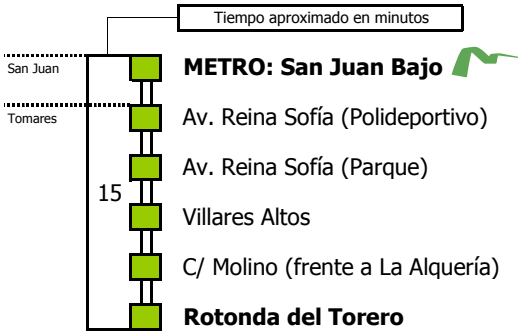 Tiempo aproximado en minutos
San Juan
METRO: San Juan Bajo
Tomares
Av. Reina Sofía (Polideportivo)
Av. Reina Sofía (Parque)
15
Villares Altos
C/ Molino (frente a La Alquería)
Rotonda del Torero